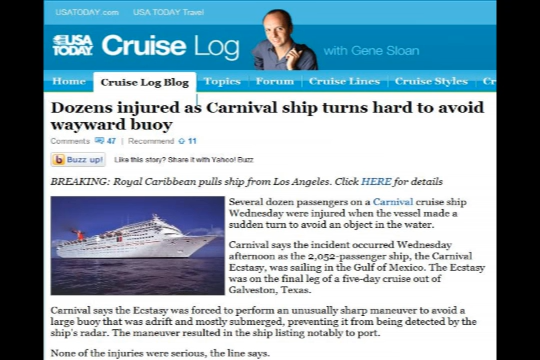 USATODAY.com USA TODAY Travel
USA TODAY. Cruise Log with Gene Sloan
Home Cruise Log Blog Topics Forum Cruise Lines Cruise Styles Cr
Dozens injured as Carnival ship turns hard to avoid
wayward buoy
Comments 47 | Recommend 11
Buzz up! Like this story? Share it with Yahoo! Buzz
BREAKING: Royal Caribbean pulls ship from Los Angeles. Click HERE for details
Several dozen passengers on a Carnival cruise ship
Wednesday were injured when the vessel made a
sudden turn to avoid an object in the water.
Carnival says the incident occurred Wednesday
afternoon as the 2,052-passenger ship, the Carnival
Ecstasy, was sailing in the Gulf of Mexico. The Ecstasy
was on the final leg of a five-day cruise out of
Galveston, Texas.
Carnival says the Ecstasy was forced to perform an unusually sharp maneuver to avoid a
large buoy that was adrift and mostly submerged, preventing it from being detected by the
ship's radar. The maneuver resulted in the ship listing notably to port.
None of the injuries were serious, the line says.